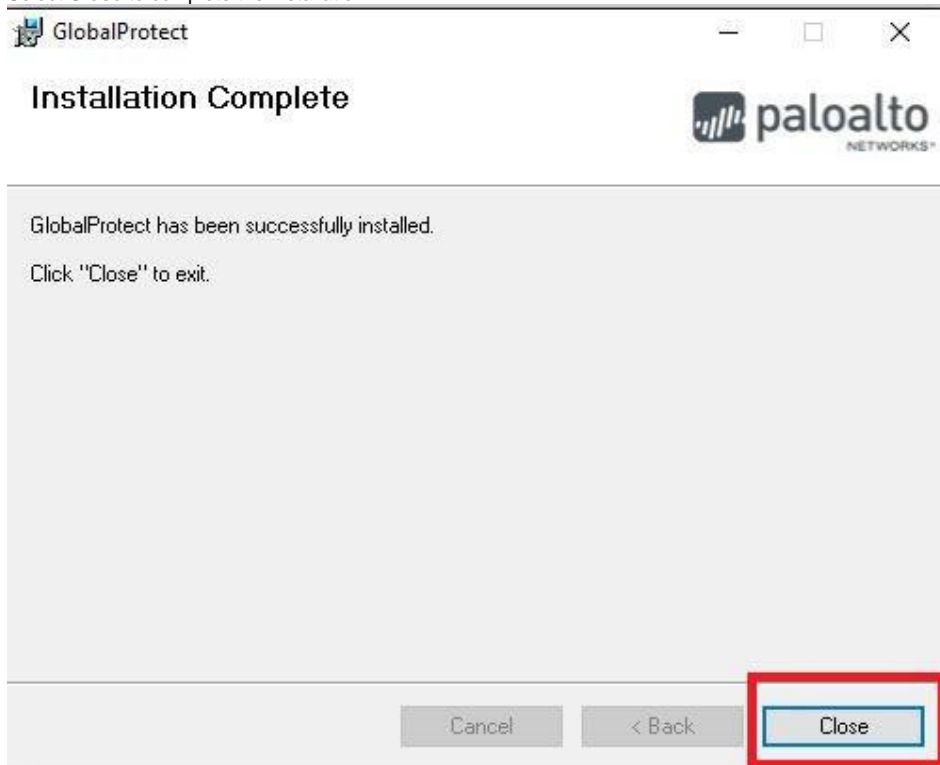 GlobalProtect
Installation Complete
paloalto
NETWORKS
GlobalProtect has been successfully installed.
Click "Close" to exit.
Cancel
< Back
Close